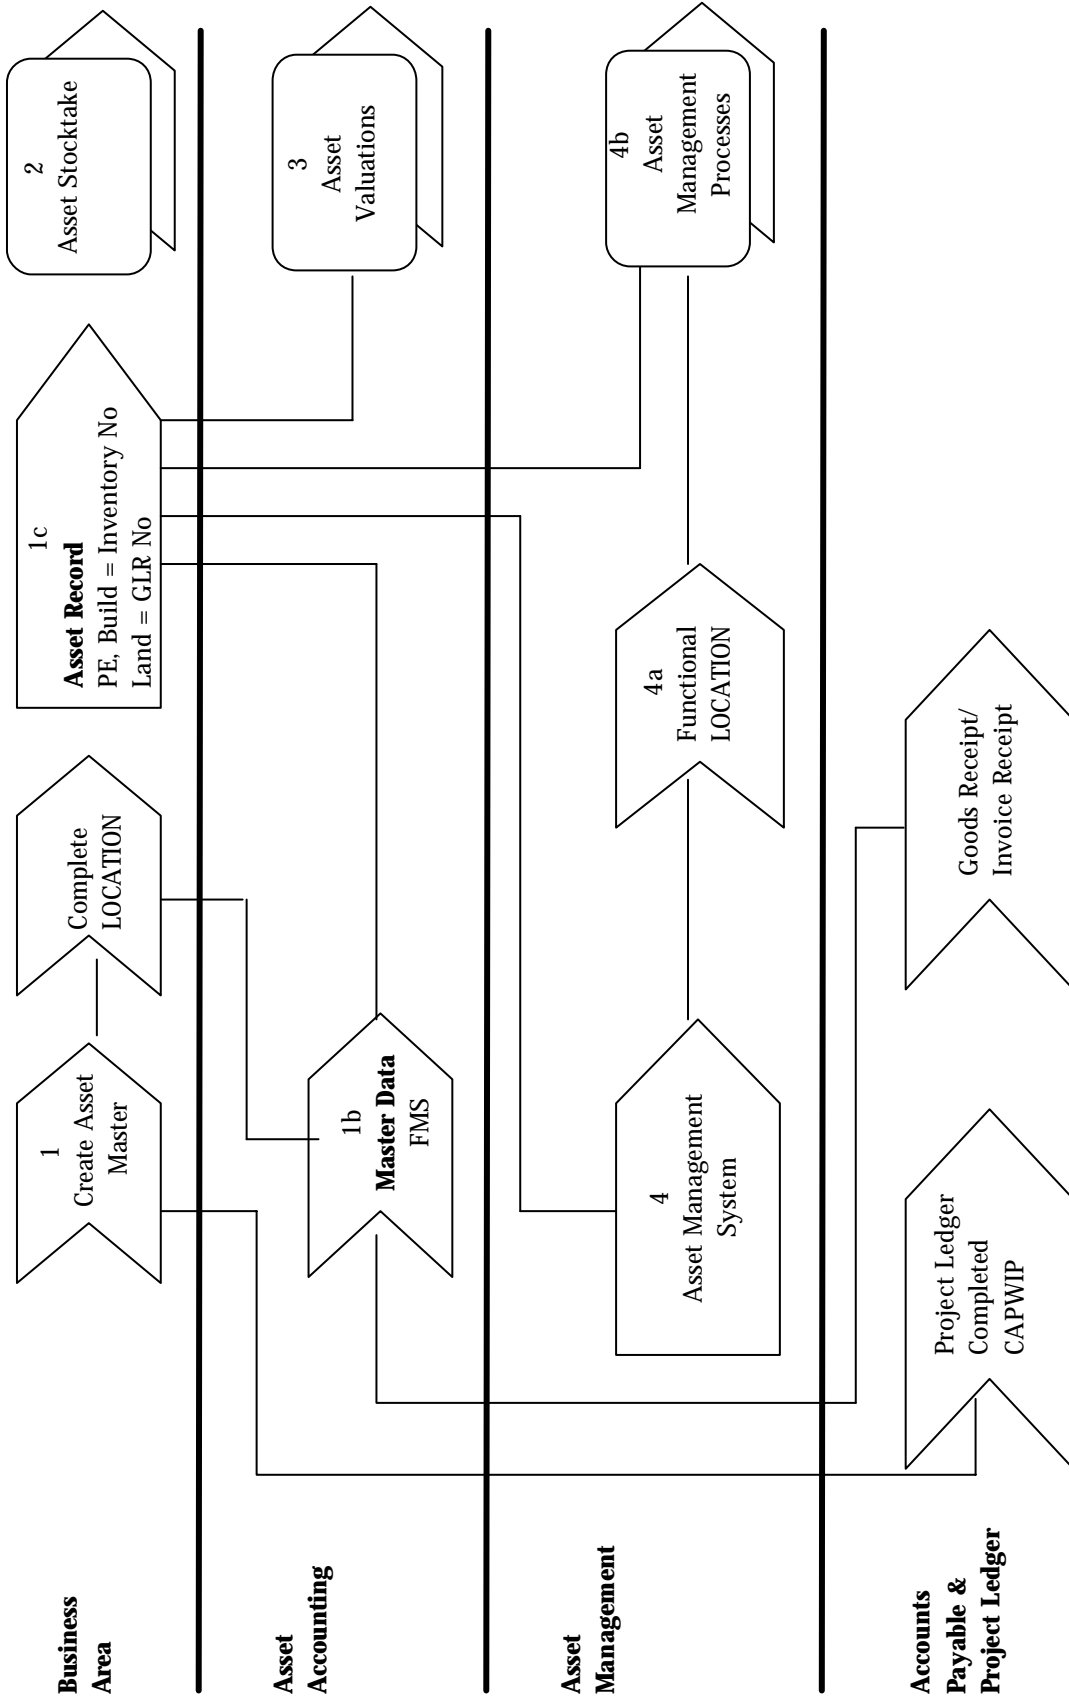 Business
Area
1
Create Asset
Master
Complete
LOCATION
1c
Asset Record
PE, Build = Inventory No
Land = GLR No
2
Asset Stocktake
Asset
Accounting
1b
Master Data
FMS
3
Asset
Valuations
Asset
Management
4
Asset Management
System
4a
Functional
LOCATION
4b
Asset
Management
Processes
Accounts
Payable &
Project Ledger
Project Ledger
Completed
CAPWIP
Goods Receipt/
Invoice Receipt